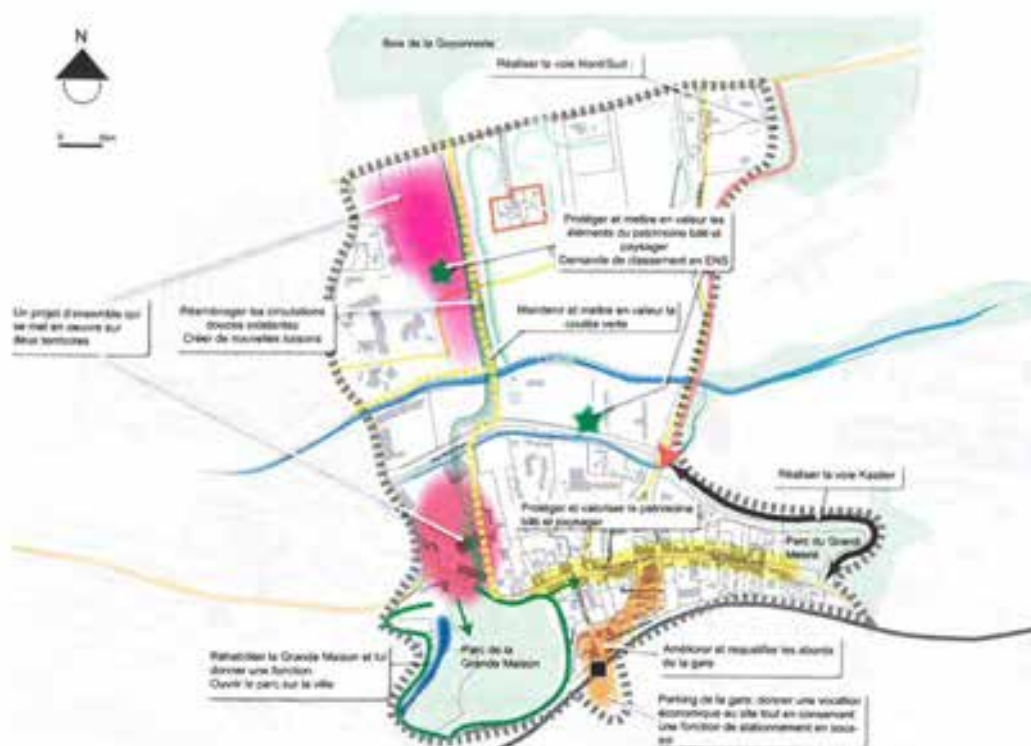 N
Bois de la Guyonnerie
Réaliser la voie Nord/Sud :
Protéger et mettre en valeur les
éléments du patrimoine bâti et
paysager
Demande de classement en ENS
Un projet d'ensemble qui
se met en oeuvre sur
deux territoires
Réaménager les circulations
douces existantes
Créer de nouvelles liaisons
Maintenir et mettre en valeur la
coulée verte
Réaliser la voie Kastler
Protéger et valoriser le patrimoine
bâti et paysager
Parc du Grand
Mesnil
Réhabiliter la Grande Maison et lui
donner une fonction
Ouvrir le parc sur la ville
Parc de la
Grande Maison
Améliorer et requalifier les abords
de la gare
Parking de la gare: donner une vocation
économique au site tout en conservant
une fonction de stationnement en sous-
sol